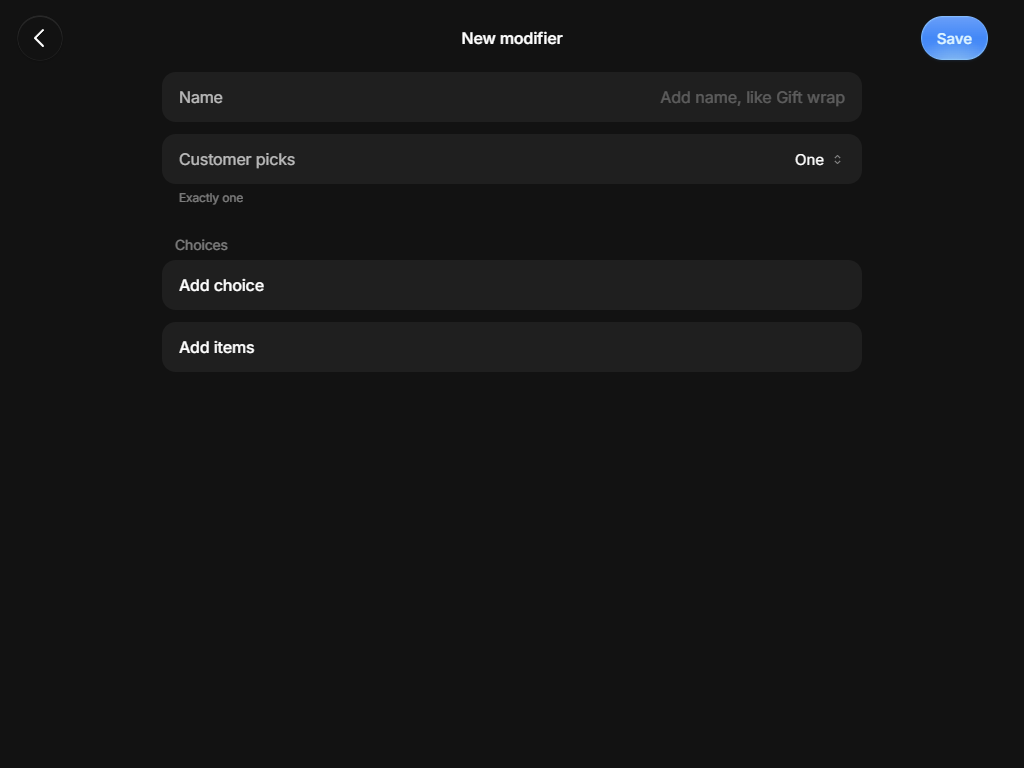 New modifier
Save
Name
Add name, like Gift wrap
Customer picks
One
Exactly one
Choices
Add choice
Add items